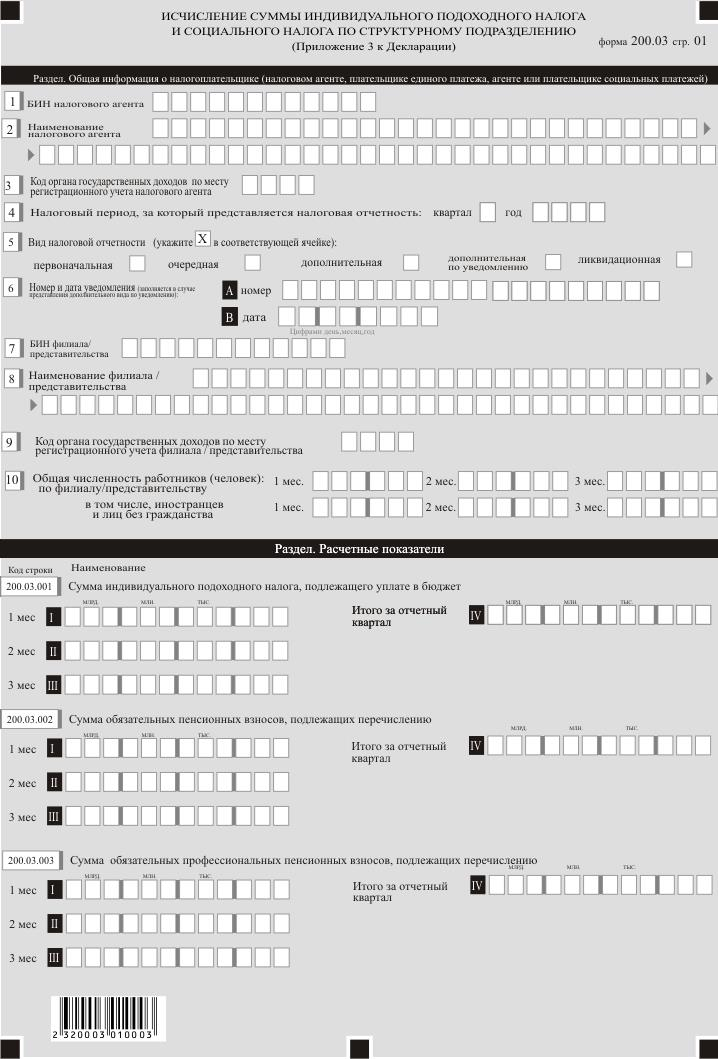 ИСЧИСЛЕНИЕ СУММЫ ИНДИВИДУАЛЬНОГО ПОДОХОДНОГО НАЛОГА
И СОЦИАЛЬНОГО НАЛОГА ПО СТРУКТУРНОМУ ПОДРАЗДЕЛЕНИЮ
(Приложение 3 к Декларации)
форма 200.03 стр. 01
Раздел. Общая информация о налогоплательщике (налоговом агенте, плательщике единого платежа, агенте или плательщике социальных платежей)
1 БИН налогового агента
2 Наименование
налогового агента
3 Код органа государственных доходов по месту
регистрационного учета налогового агента
4 Налоговый период, за который представляется налоговая отчетность: квартал год
5 Вид налоговой отчетности (укажите X в соответствующей ячейке):
первоначальная очередная дополнительная дополнительная
по уведомлению ликвидационная
6 Номер и дата уведомления (заполняется в случае
представления дополнительного вида по уведомлению):
A номер
B дата
Цифрами день,месяц,год
7 БИН филиала/
представительства
8 Наименование филиала /
представительства
9 Код органа государственных доходов по месту
регистрационного учета филиала / представительства
10 Общая численность работников (человек):
по филиалу/представительству
1 мес. 2 мес. 3 мес.
в том числе, иностранцев
и лиц без гражданства
1 мес. 2 мес. 3 мес.
Раздел. Расчетные показатели
Код строки Наименование
200.03.001 Сумма индивидуального подоходного налога, подлежащего уплате в бюджет
МЛРД. МЛН. ТЫС. МЛРД. МЛН. ТЫС.
1 мес I Итого за отчетный
квартал IV
2 мес II
3 мес III
200.03.002 Сумма обязательных пенсионных взносов, подлежащих перечислению
МЛРД. МЛН. ТЫС. МЛРД. МЛН. ТЫС.
1 мес I Итого за отчетный
квартал IV
2 мес II
3 мес III
200.03.003 Сумма обязательных профессиональных пенсионных взносов, подлежащих перечислению
МЛРД. МЛН. ТЫС. МЛРД. МЛН. ТЫС.
1 мес I Итого за отчетный
квартал IV
2 мес II
3 мес III
2 320003 010003